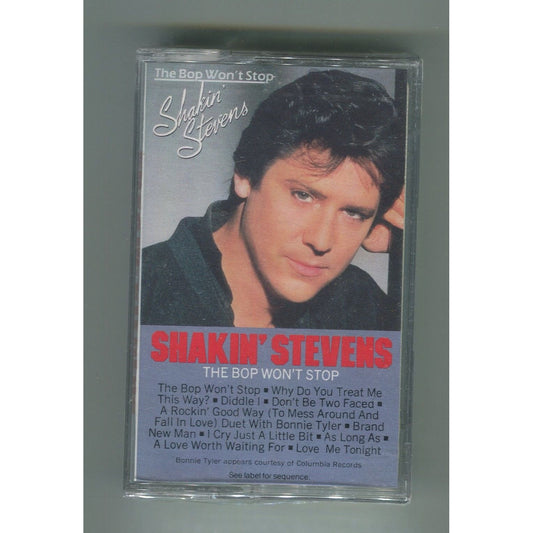 The Bop Won't Stop
Shakin'
Stevens
SHAKIN' STEVENS
THE BOP WON'T STOP
The Bop Won't Stop ▪ Why Do You Treat Me
This Way? ▪ Diddle I ▪ Don't Be Two Faced ▪
A Rockin' Good Way (To Mess Around And
Fall In Love) Duet With Bonnie Tyler ▪ Brand
New Man ▪ I Cry Just A Little Bit ▪ As Long As ▪
A Love Worth Waiting For ▪ Love Me Tonight
Bonnie Tyler appears courtesy of Columbia Records
See label for sequence.